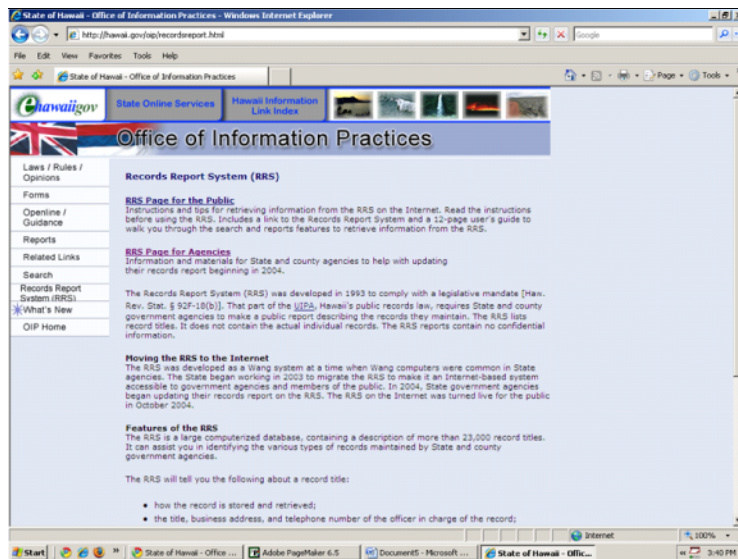 State of Hawaii - Office of Information Practices - Windows Internet Explorer
http://hawaii.gov/oip/recordsreport.html
Google
File Edit View Favorites Tools Help
State of Hawaii - Office of Information Practices
Page Tools
ehawaiigov
State Online Services
Hawaii Information
Link Index
Office of Information Practices
Laws / Rules /
Opinions
Forms
Openline /
Guidance
Reports
Related Links
Search
Records Report
System (RRS)
What's New
OIP Home
Records Report System (RRS)
RRS Page for the Public
Instructions and tips for retrieving information from the RRS on the Internet. Read the instructions
before using the RRS. Includes a link to the Records Report System and a 12-page user's guide to
walk you through the search and reports features to retrieve information from the RRS.
RRS Page for Agencies
Information and materials for State and county agencies to help with updating
their records report beginning in 2004.
The Records Report System (RRS) was developed in 1993 to comply with a legislative mandate [Haw.
Rev. Stat. § 92F-18(b)]. That part of the UIPA, Hawaii's public records law, requires State and county
government agencies to make a public report describing the records they maintain. The RRS lists
record titles. It does not contain the actual individual records. The RRS reports contain no confidential
information.
Moving the RRS to the Internet
The RRS was developed as a Wang system at a time when Wang computers were common in State
agencies. The State began working in 2003 to migrate the RRS to make it an Internet-based system
accessible to government agencies and members of the public. In 2004, State government agencies
began updating their records report on the RRS. The RRS on the Internet was turned live for the public
in October 2004.
Features of the RRS
The RRS is a large computerized database, containing a description of more than 23,000 record titles.
It can assist you in identifying the various types of records maintained by State and county
government agencies.
The RRS will tell you the following about a record title:
• how the record is stored and retrieved;
• the title, business address, and telephone number of the officer in charge of the record;
Internet
100%
Start
State of Hawaii - Office ...
Adobe PageMaker 6.5
Document5 - Microsoft ...
State of Hawaii - Offic...
3:40 PM